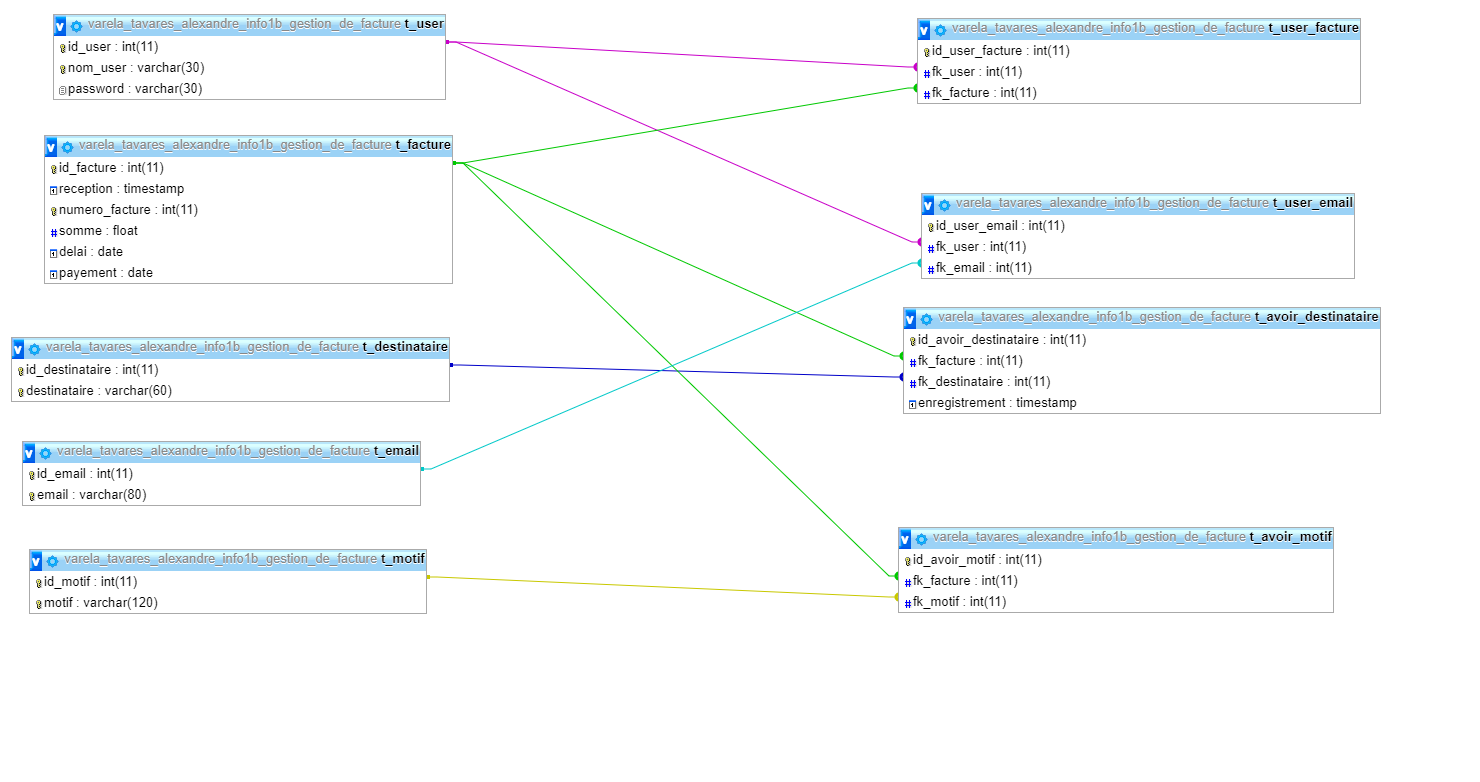 varela_tavares_alexandre_info1b_gestion_de_facture t_user
id_user : int(11)
nom_user : varchar(30)
password : varchar(30)
varela_tavares_alexandre_info1b_gestion_de_facture t_facture
id_facture : int(11)
reception : timestamp
numero_facture : int(11)
somme : float
delai : date
payement : date
varela_tavares_alexandre_info1b_gestion_de_facture t_destinataire
id_destinataire : int(11)
destinataire : varchar(60)
varela_tavares_alexandre_info1b_gestion_de_facture t_email
id_email : int(11)
email : varchar(80)
varela_tavares_alexandre_info1b_gestion_de_facture t_motif
id_motif : int(11)
motif : varchar(120)
varela_tavares_alexandre_info1b_gestion_de_facture t_user_facture
id_user_facture : int(11)
#fk_user : int(11)
#fk_facture : int(11)
varela_tavares_alexandre_info1b_gestion_de_facture t_user_email
id_user_email : int(11)
#fk_user : int(11)
#fk_email : int(11)
varela_tavares_alexandre_info1b_gestion_de_facture t_avoir_destinataire
id_avoir_destinataire : int(11)
#fk_facture : int(11)
#fk_destinataire : int(11)
enregistrement : timestamp
varela_tavares_alexandre_info1b_gestion_de_facture t_avoir_motif
id_avoir_motif : int(11)
#fk_facture : int(11)
#fk_motif : int(11)